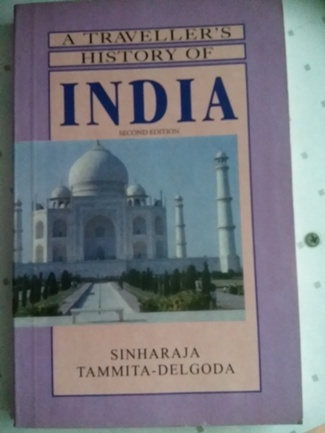 A TRAVELLER'S
HISTORY OF
INDIA
SECOND EDITION
SINHARAJA
TAMMITA-DELGODA